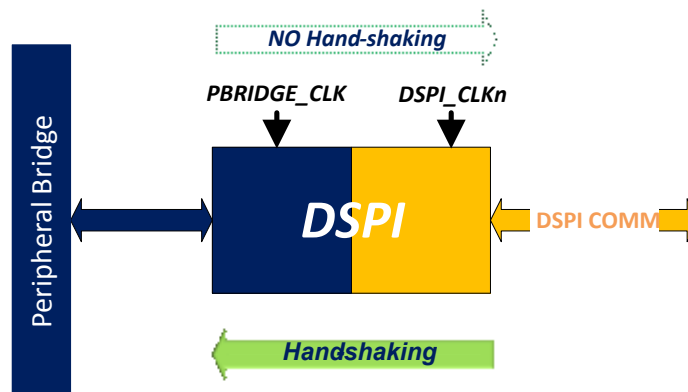 NO Hand-shaking
PBRIDGE_CLK
DSPI_CLKn
Peripheral Bridge
DSPI
DSPI COMM
Handshaking